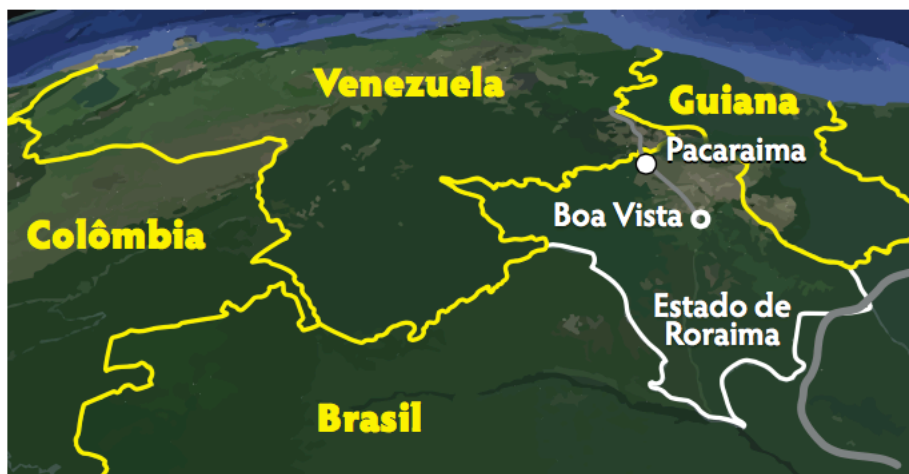 Venezuela
Guiana
Pacaraima
Boa Vista
Colômbia
Estado de
Roraima
Brasil